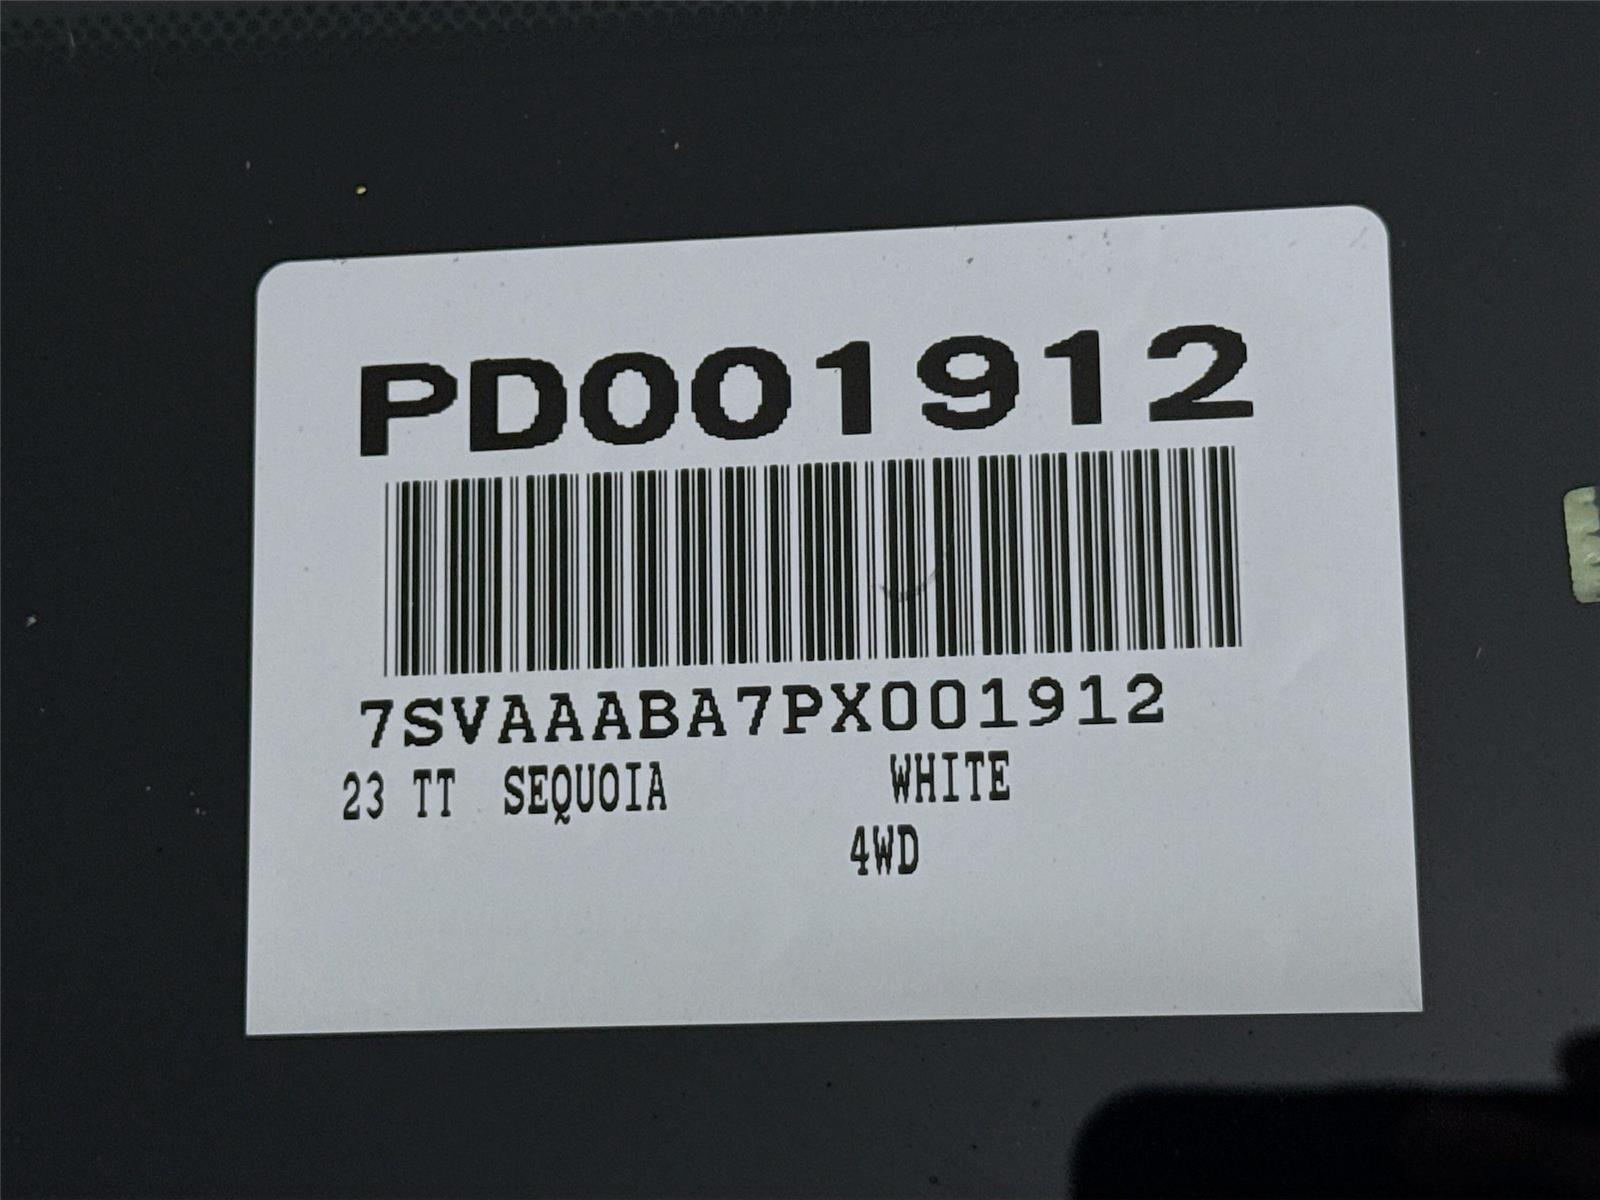 PD001912
7SVAAABA7PX001912
23 TT SEQUOIA WHITE
4WD